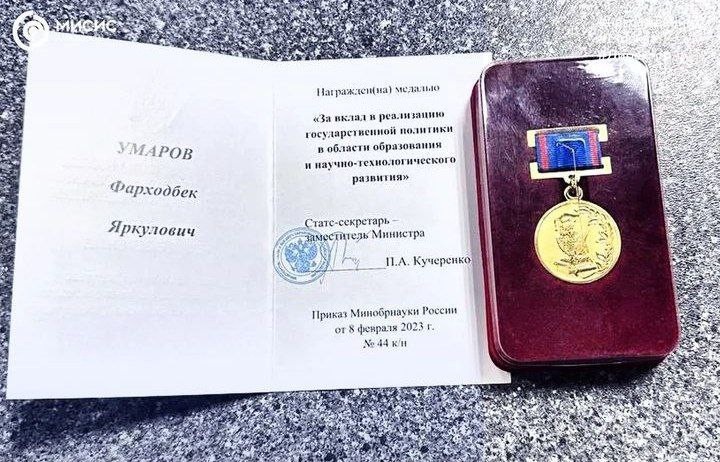 МИСИС
УМАРОВ
Фарходбек
Яркулович
Награжден(на) медалью
«За вклад в реализацию
государственной политики
в области образования
и научно-технологического
развития»
Статс-секретарь –
заместитель Министра
П.А. Кучеренко
Приказ Минобрнауки России
от 8 февраля 2023 г.
№ 44 к/н